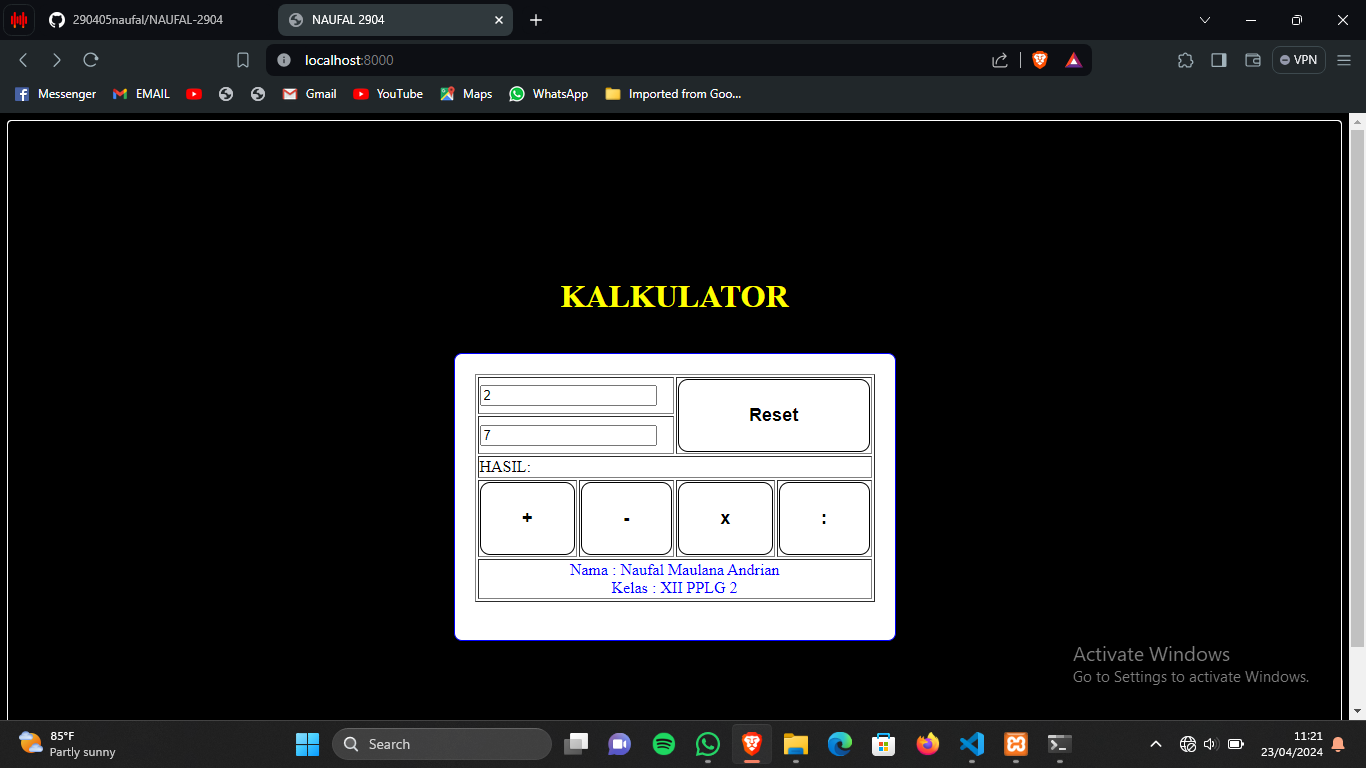 290405naufal/NAUFAL-2904
NAUFAL 2904
localhost:8000
VPN
Messenger
EMAIL
Gmail
YouTube
Maps
WhatsApp
Imported from Goo...
KALKULATOR
2
7
Reset
HASIL:
+ - x :
Nama : Naufal Maulana Andrian
Kelas : XII PPLG 2
Activate Windows
Go to Settings to activate Windows.
85°F
Partly sunny
Search
11:21
23/04/2024